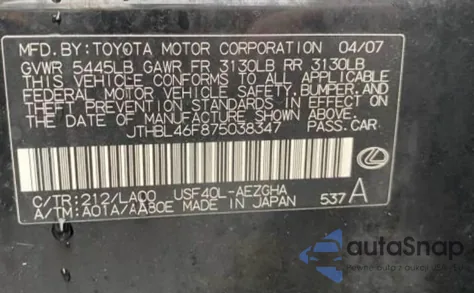 MFD.BY:TOYOTA MOTOR CORPORATION 04/07
GVWR 5445LB GAWR FR 3130LB RR 3130LB
THIS VEHICLE CONFORMS TO ALL APPLICABLE
FEDERAL MOTOR VEHICLE SAFETY, BUMPER, AND
THEFT PREVENTION STANDARDS IN EFFECT ON
THE DATE OF MANUFACTURE SHOWN ABOVE.
JTHBL46F875038347 PASS.CAR
C/TR:212/LA00 USF40L-AEZGHA
A/TM:A01A/AA80E MADE IN JAPAN 537 A
autoSnap